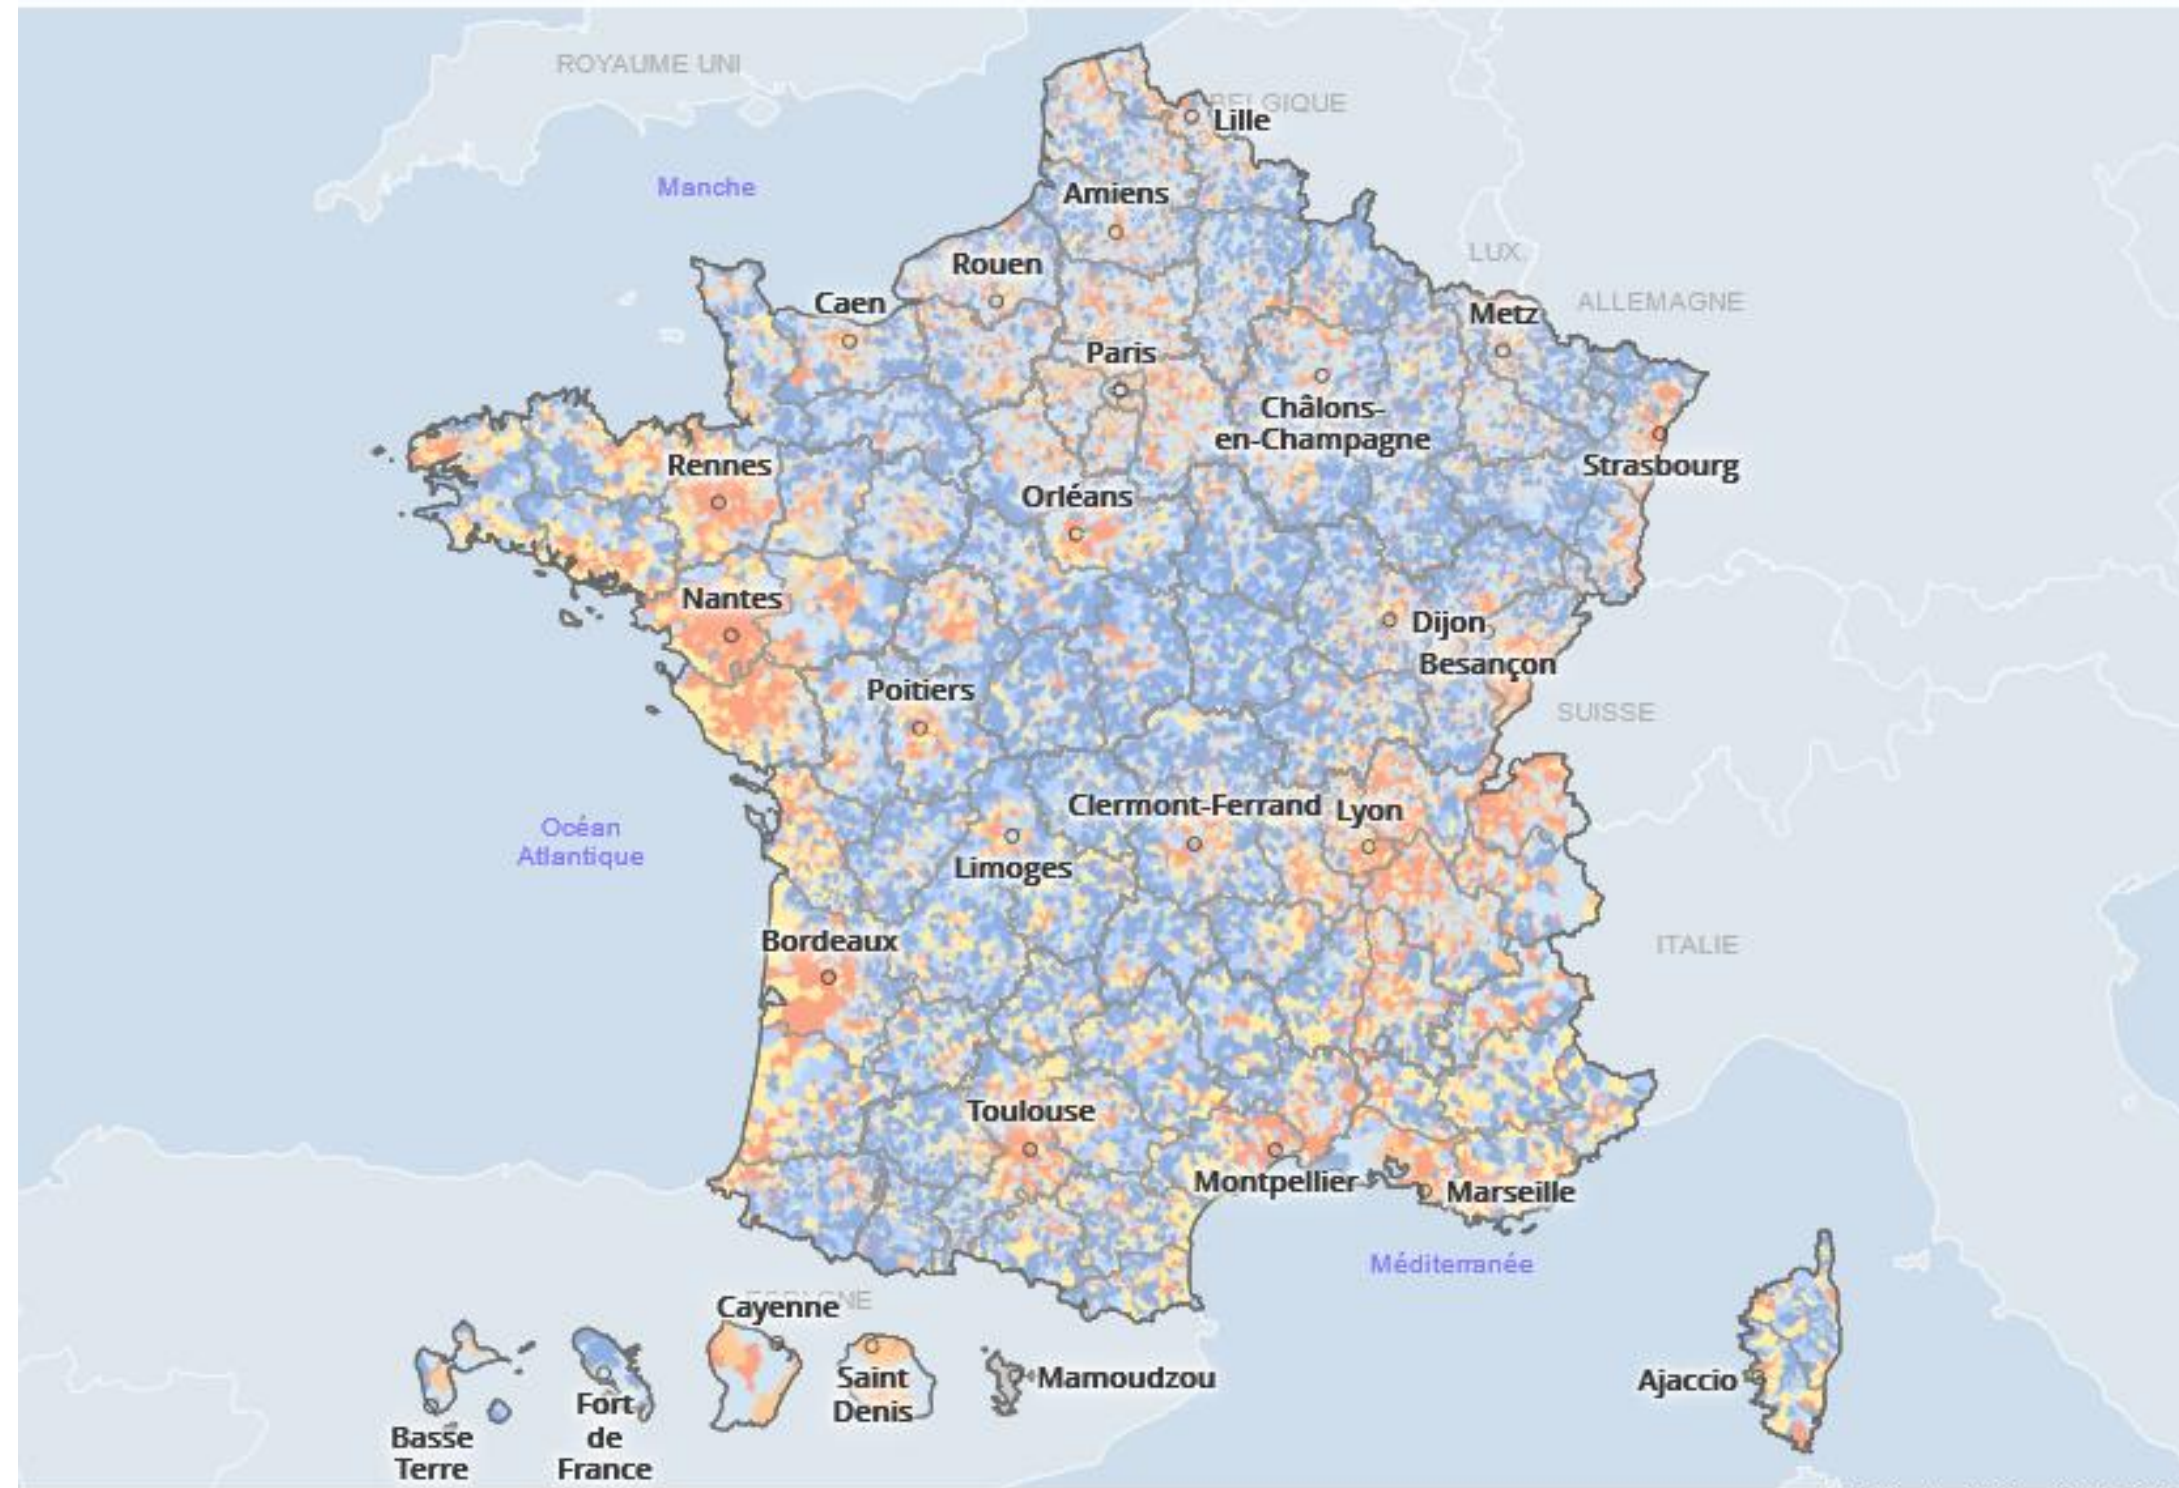 ROYAUME UNI
BELGIQUE
Lille
Manche
Amiens
LUX.
Rouen
ALLEMAGNE
Caen
Metz
Paris
Châlons-
en-Champagne
Rennes
Strasbourg
Orléans
Nantes
Dijon
Besançon
Poitiers
SUISSE
Clermont-Ferrand
Lyon
Océan
Atlantique
Limoges
Bordeaux
ITALIE
Toulouse
Montpellier
Marseille
Méditerranée
ESPAGNE
Cayenne
Saint
Denis
Mamoudzou
Ajaccio
Fort
de
France
Basse
Terre